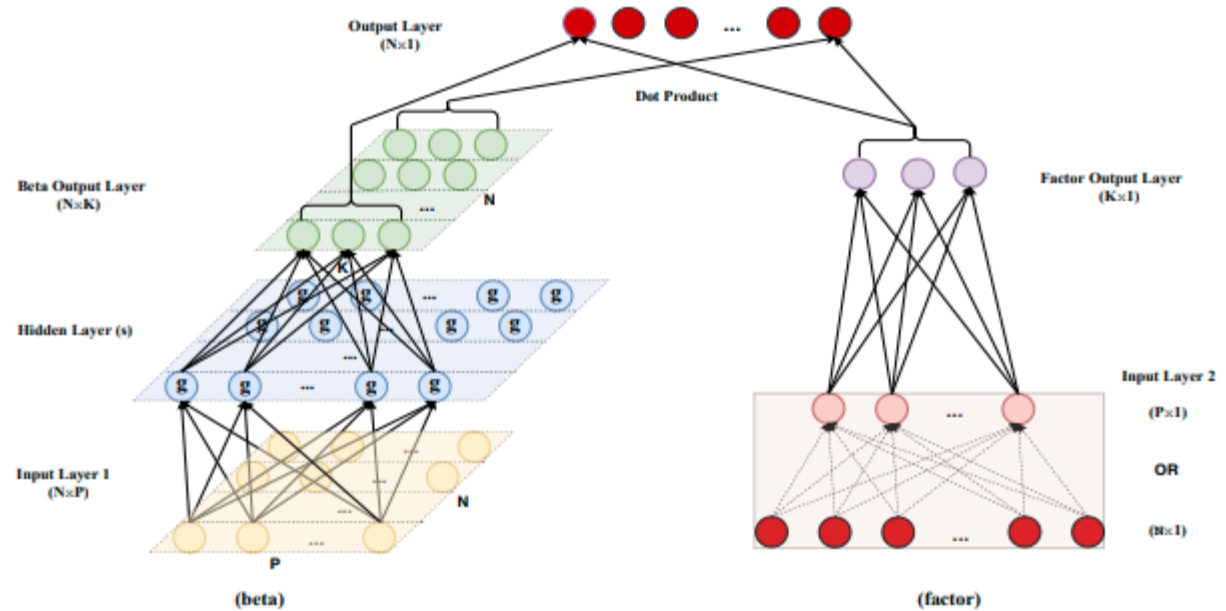 Output Layer
(N×1)
...
Dot Product
Beta Output Layer
(N×K)
...
N
K
Factor Output Layer
(K×1)
Hidden Layer (s)
g g ... g g
g g ... g g
...
g g ... g g
Input Layer 1
(N×P)
...
...
...
N
...
P
Input Layer 2
...
(P×1)
OR
...
(N×1)
(beta)
(factor)